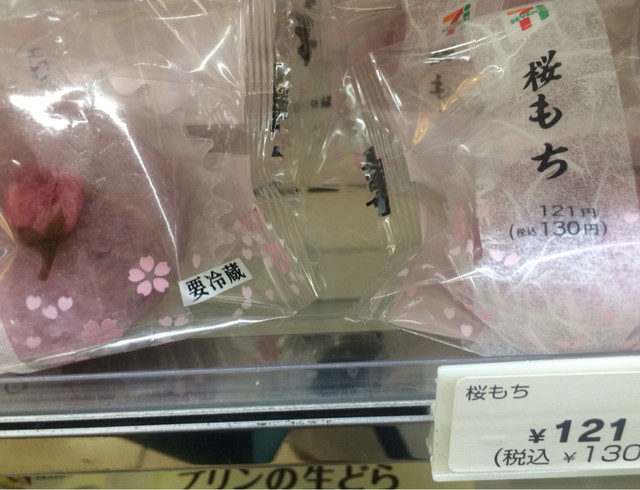 桜もち
121円
(税込130円)
要冷蔵
桜もち
¥121
(税込 ¥130
プリンの生どら